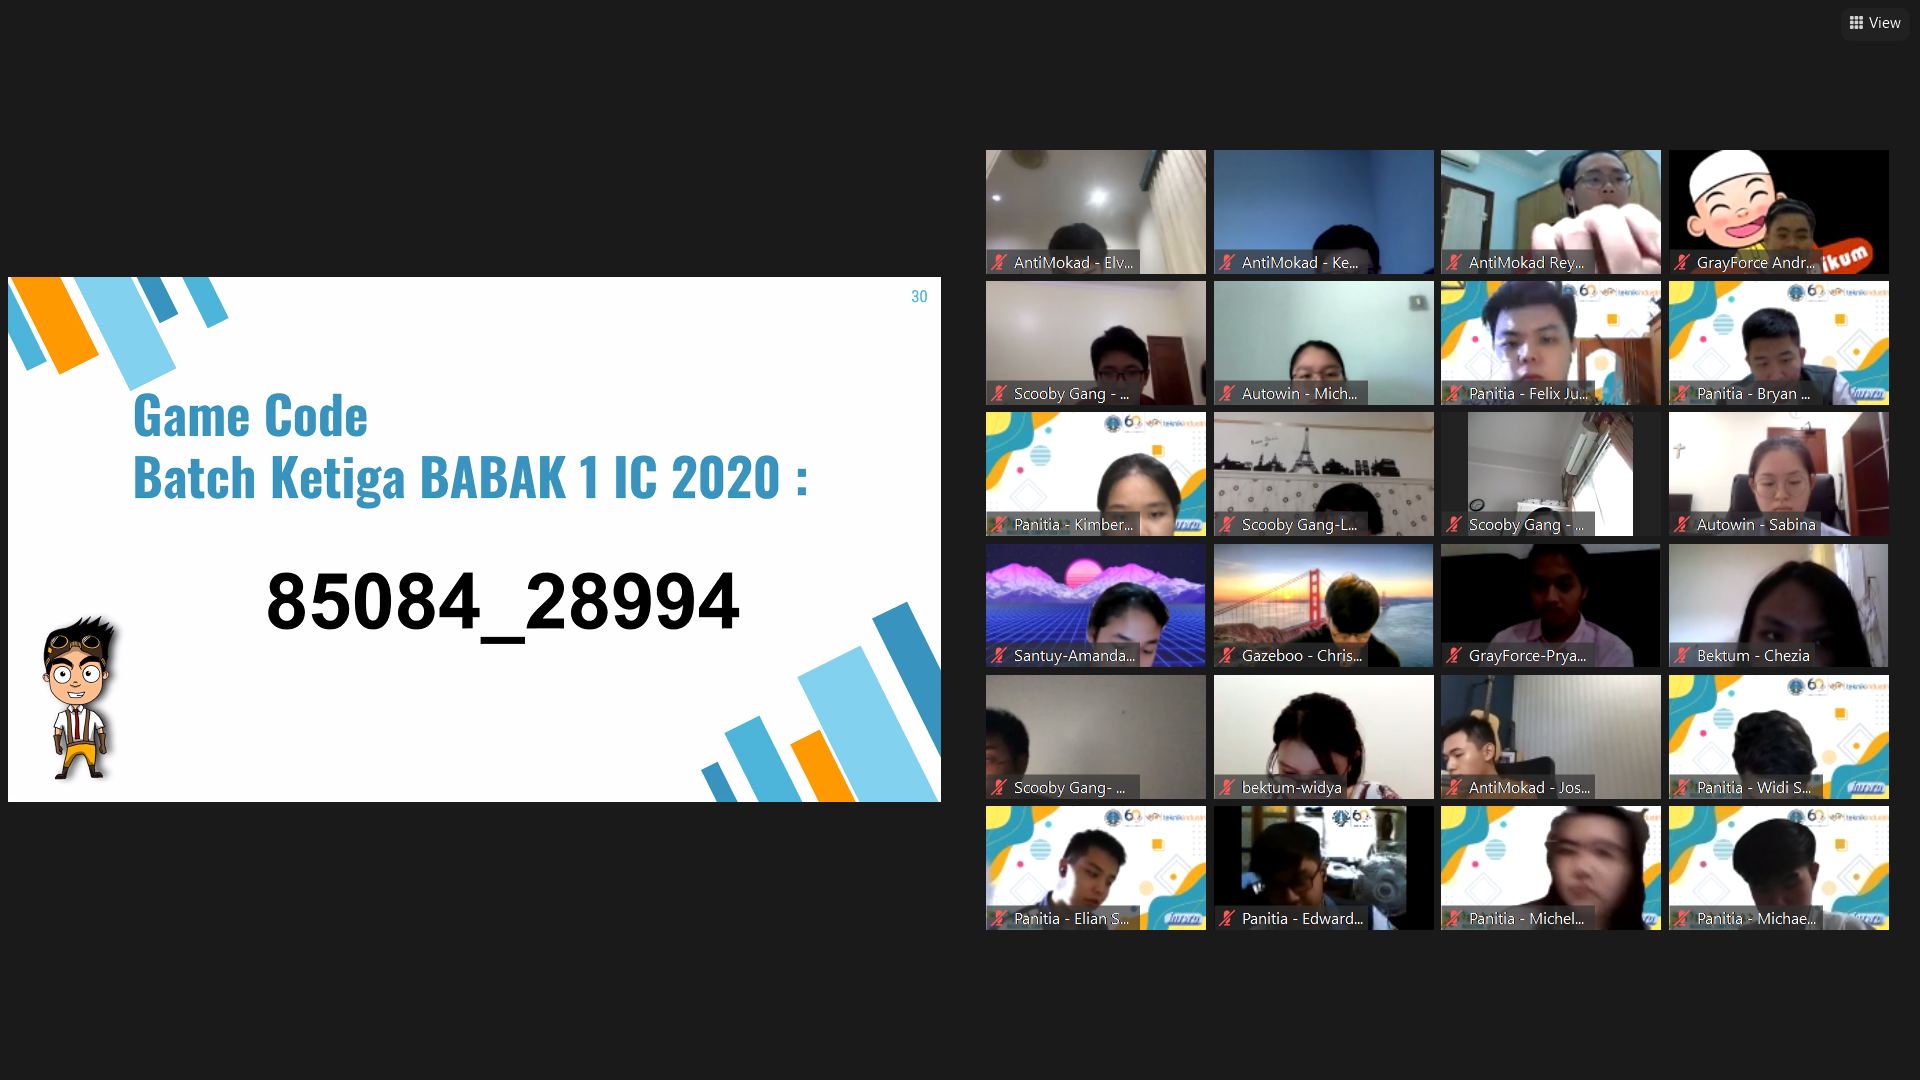 View
30
Game Code
Batch Ketiga BABAK 1 IC 2020 :
85084_28994
AntiMokad - Elv...
AntiMokad - Ke...
AntiMokad Rey...
GrayForce Andr...
ikum
Scooby Gang - ...
Autowin - Mich...
Panitia - Felix Ju...
Panitia - Bryan ...
Panitia - Kimber...
Scooby Gang-L...
Scooby Gang - ...
Autowin - Sabina
Santuy-Amanda...
Gazeboo - Chris...
GrayForce-Prya...
Bektum - Chezia
Scooby Gang- ...
bektum-widya
AntiMokad - Jos...
Panitia - Widi S...
Panitia - Elian S...
Panitia - Edward...
Panitia - Michel...
Panitia - Michae...